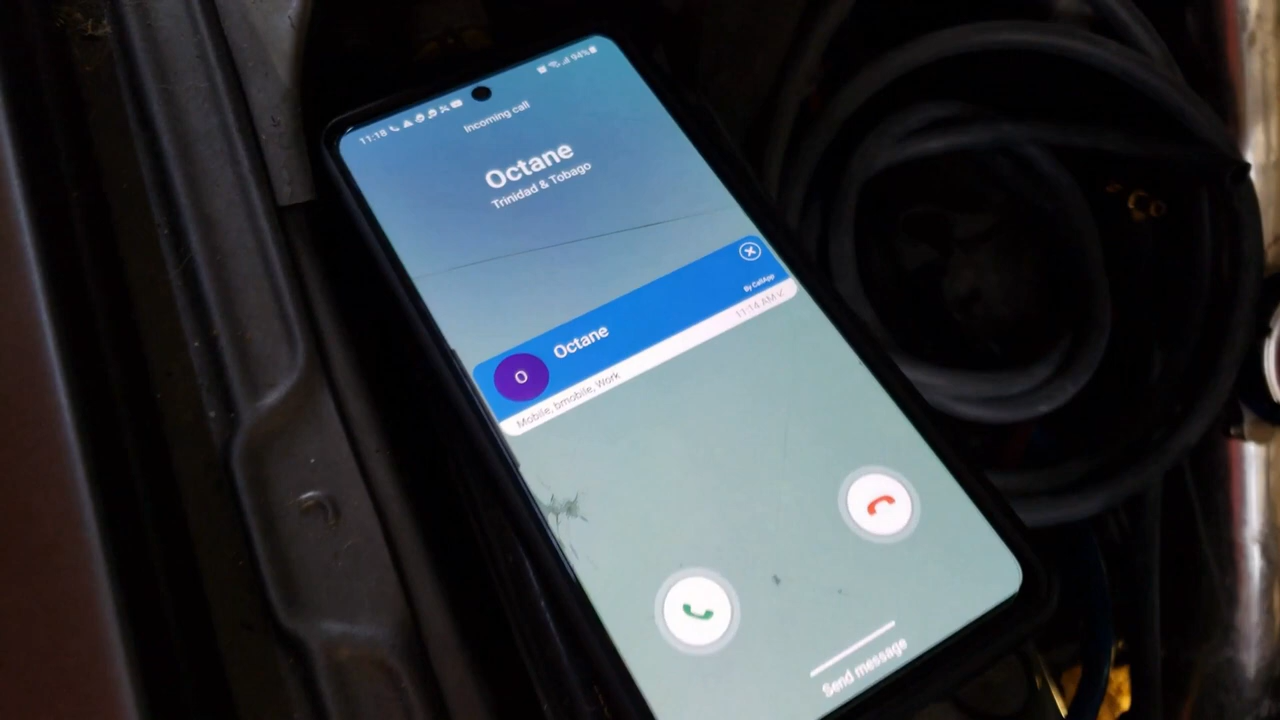 11:18
94%
Incoming call
Octane
Trinidad & Tobago
By CallApp
O
Octane
11:14 AM
Mobile, bmobile, Work
Send message